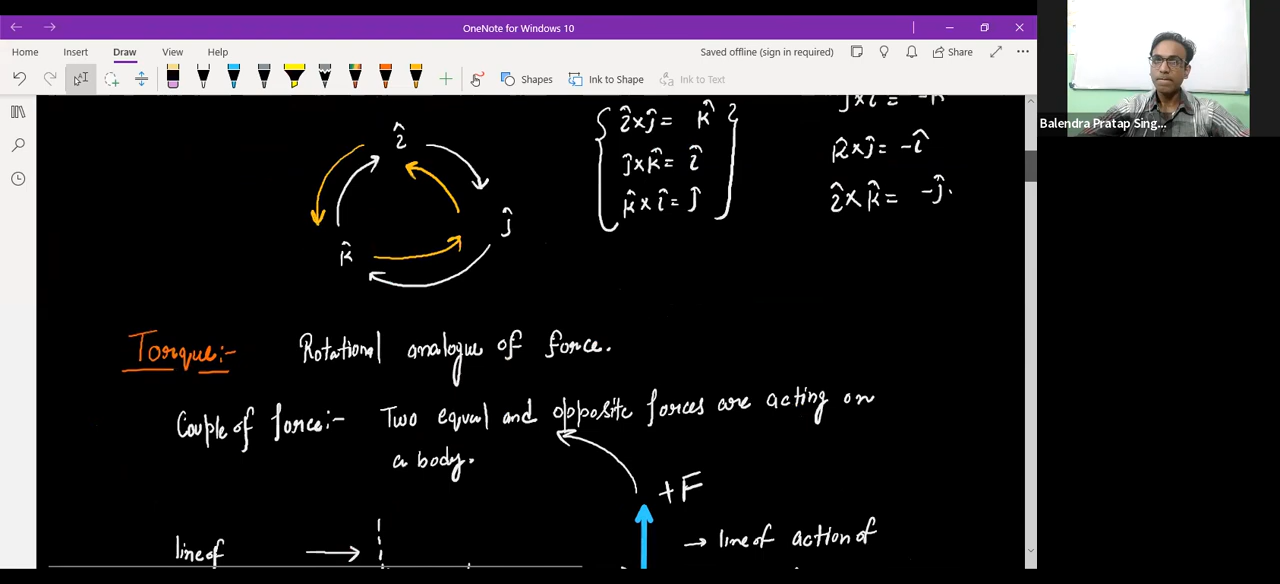 OneNote for Windows 10
Home Insert Draw View Help
Saved offline (sign in required)
Share
Shapes
Ink to Shape
Ink to Text
Balendra Pratap Sing...
î
ĵ
k̂
î×ĵ = k̂
ĵ×k̂ = î
k̂×î = ĵ
ĵ×î = -k̂
k̂×ĵ = -î
î×k̂ = -ĵ
Torque:- Rotational analogue of force.
Couple of force:- Two equal and opposite forces are acting on
a body.
+F
line of
→ line of action of